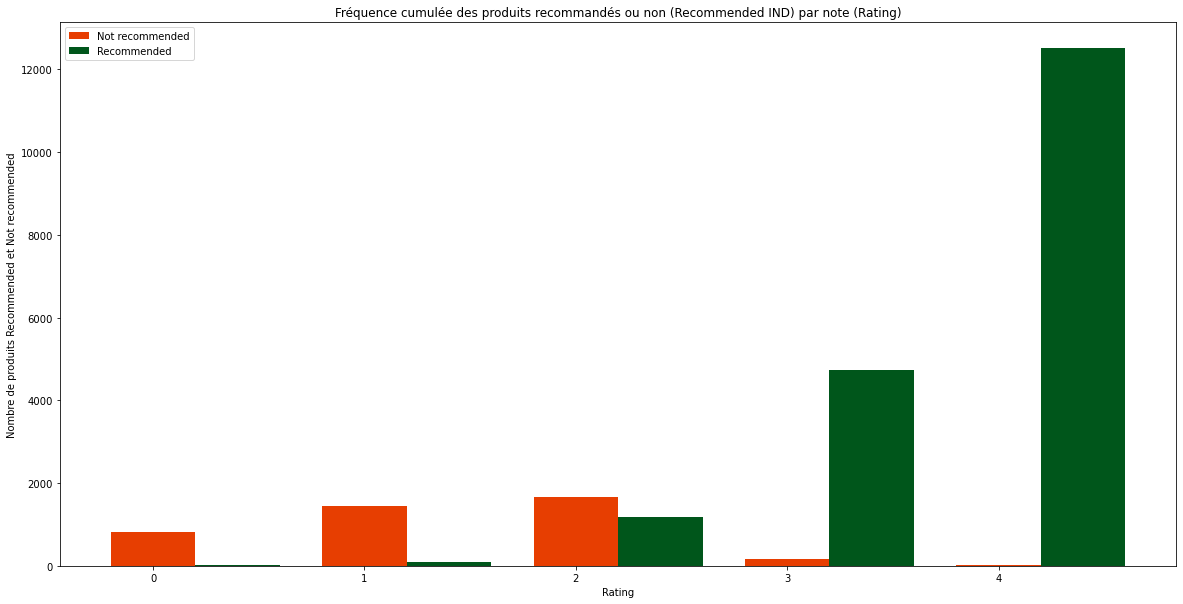 Fréquence cumulée des produits recommandés ou non (Recommended IND) par note (Rating)
Not recommended
Recommended
Nombre de produits Recommended et Not recommended
12000
10000
8000
6000
4000
2000
0
0 1 2 3 4
Rating